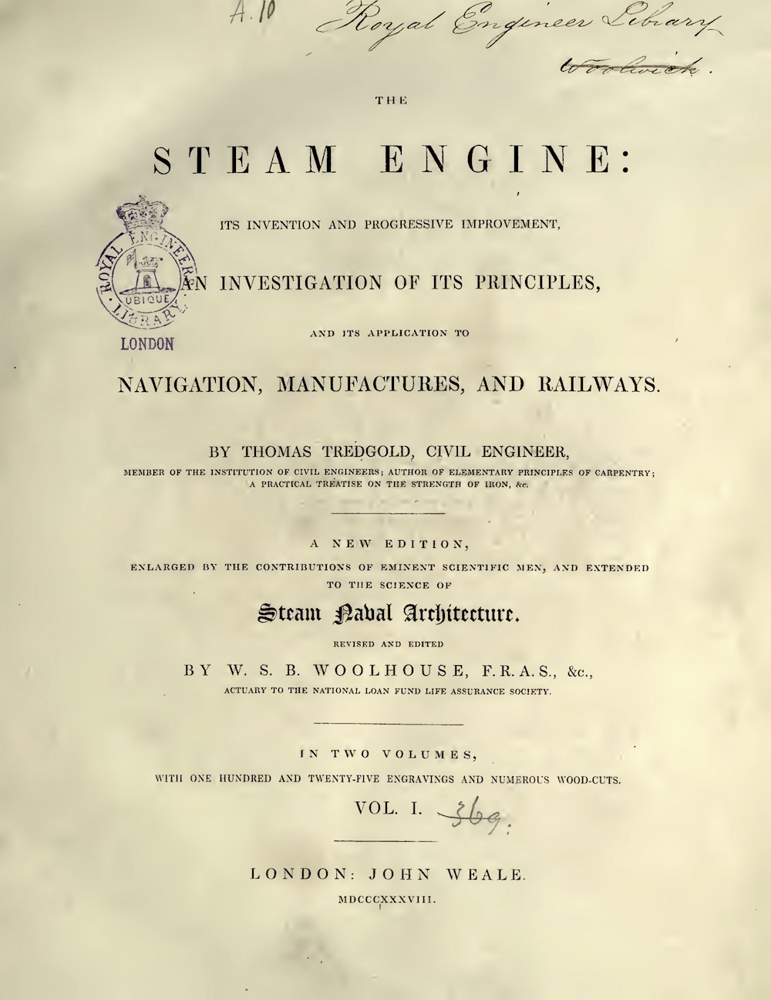 A.10
Royal Engineer Library
Woolwich.
THE
STEAM ENGINE:
ITS INVENTION AND PROGRESSIVE IMPROVEMENT,
ROYAL ENGINEERS
UBIQUE
LIBRARY
LONDON
AN INVESTIGATION OF ITS PRINCIPLES,
AND ITS APPLICATION TO
NAVIGATION, MANUFACTURES, AND RAILWAYS.
BY THOMAS TREDGOLD, CIVIL ENGINEER,
MEMBER OF THE INSTITUTION OF CIVIL ENGINEERS; AUTHOR OF ELEMENTARY PRINCIPLES OF CARPENTRY;
A PRACTICAL TREATISE ON THE STRENGTH OF IRON, &c.
A NEW EDITION,
ENLARGED BY THE CONTRIBUTIONS OF EMINENT SCIENTIFIC MEN, AND EXTENDED
TO THE SCIENCE OF
Steam Naval Architecture.
REVISED AND EDITED
BY W. S. B. WOOLHOUSE, F.R.A.S., &c.,
ACTUARY TO THE NATIONAL LOAN FUND LIFE ASSURANCE SOCIETY.
IN TWO VOLUMES,
WITH ONE HUNDRED AND TWENTY-FIVE ENGRAVINGS AND NUMEROUS WOOD-CUTS.
VOL. I. 369.
LONDON: JOHN WEALE.
MDCCCXXXVIII.